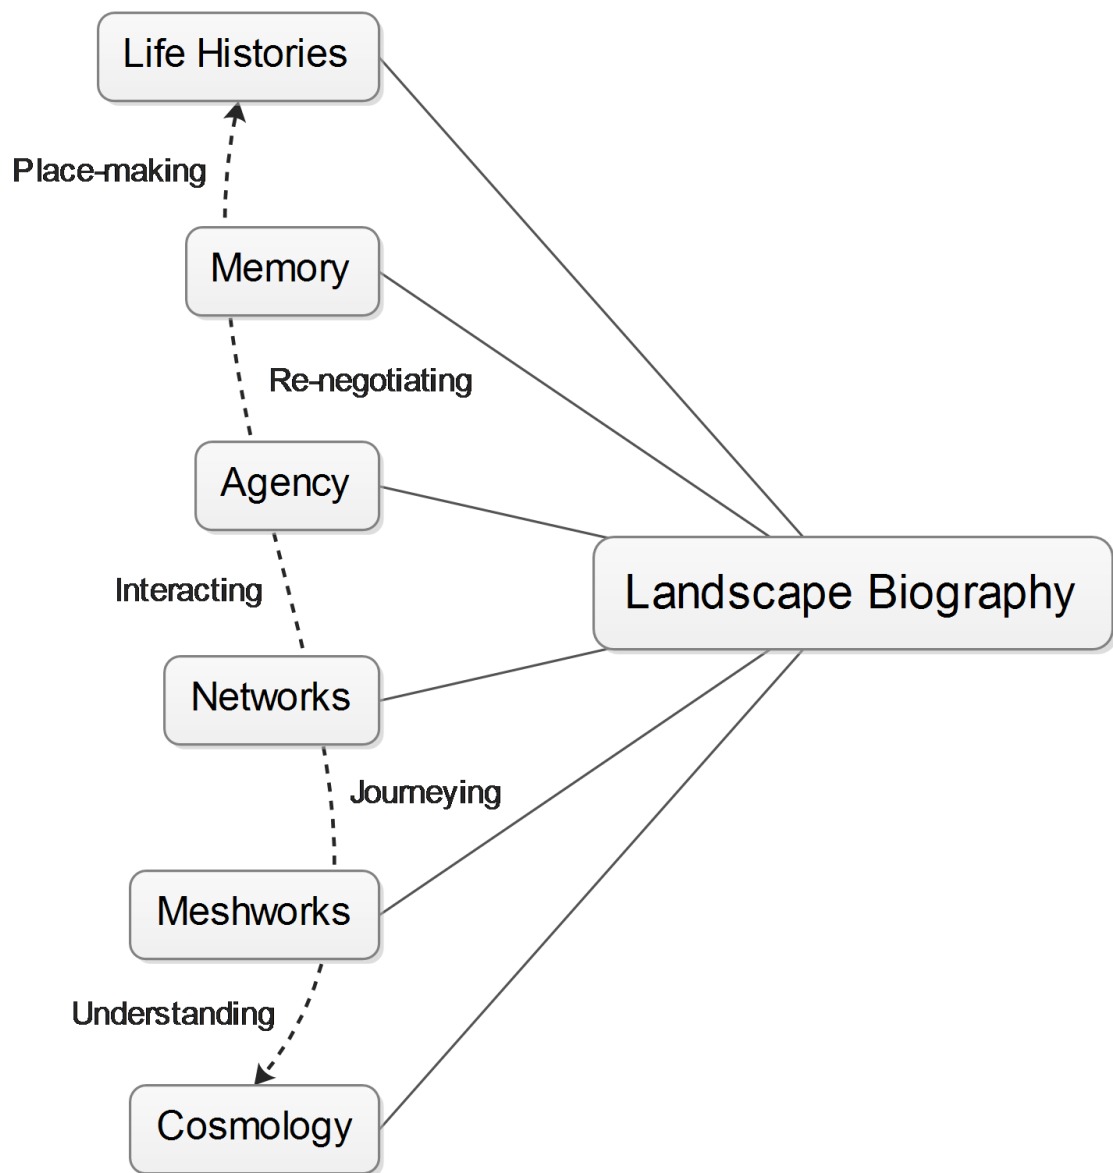 Life Histories
Place-making
Memory
Re-negotiating
Agency
Interacting
Landscape Biography
Networks
Journeying
Meshworks
Understanding
Cosmology